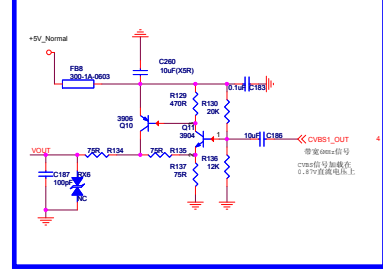 +5V_Normal
C260
10uF(X5R)
FB8
300-1A-0603
R129
470R
R130
20K
0.1uF C183
3906
Q10
Q11
3904
1
10uF C186
CVBS1_OUT
4
带宽6MHz信号
CVBS信号加载在
0.87V直流电压上
VOUT
75R R134
75R R135
R136
12K
R137
75R
C187
100pF
RX6
NC